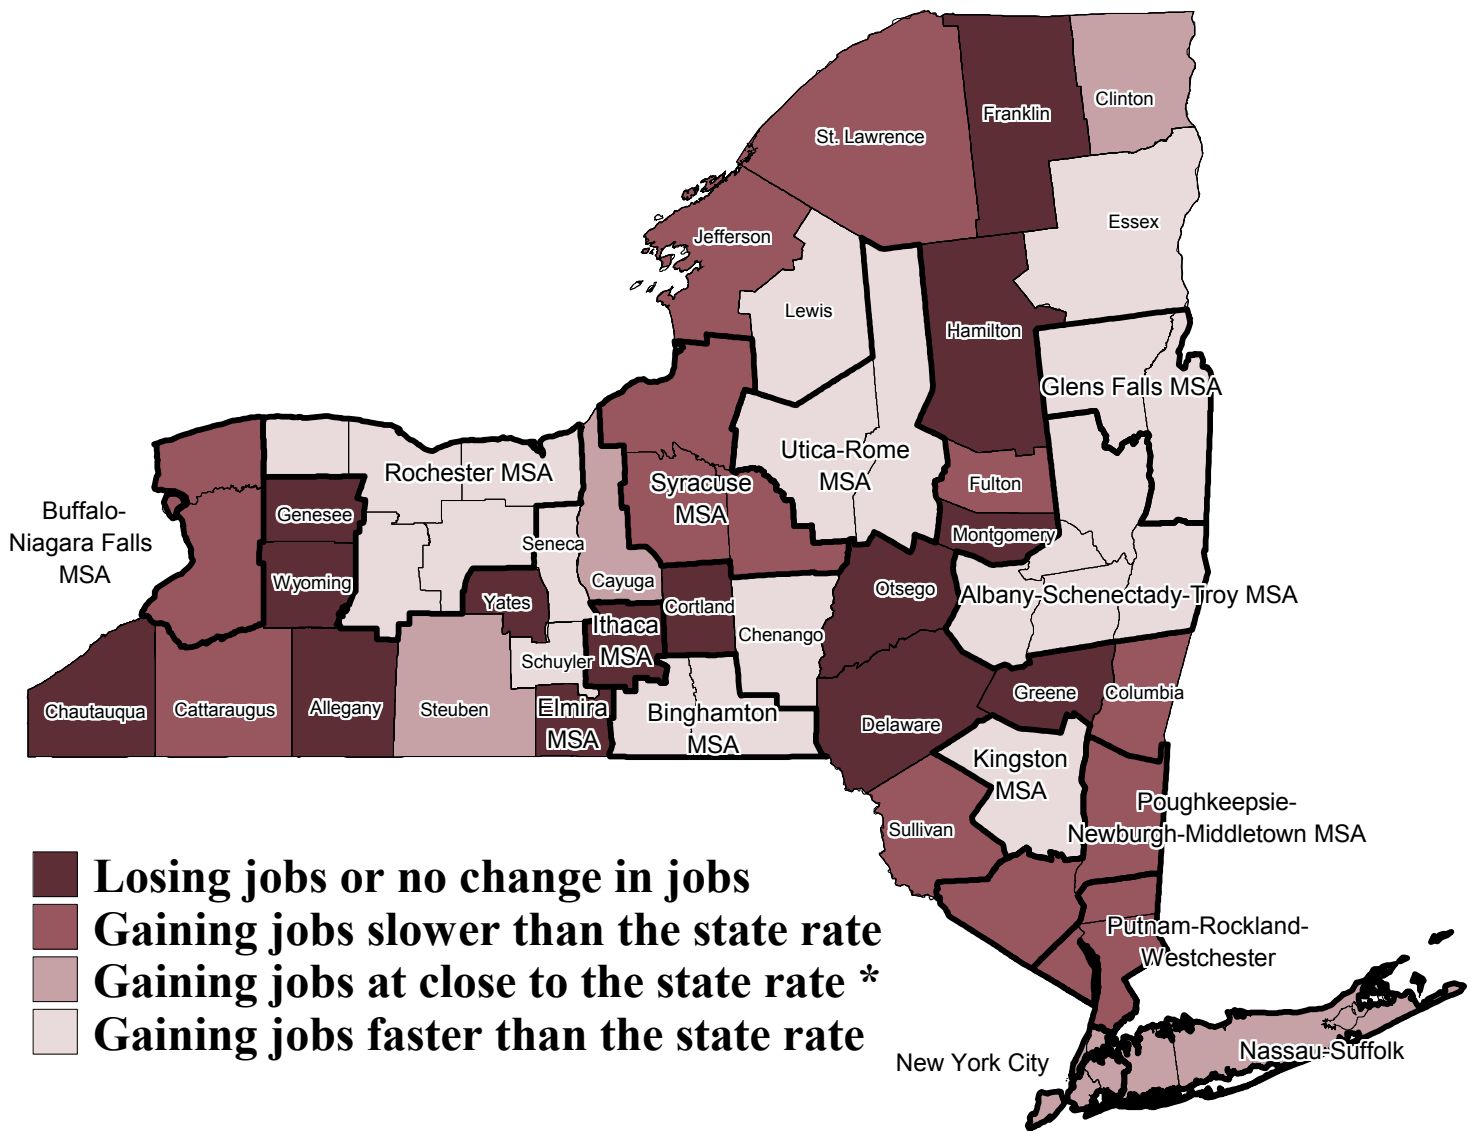 Clinton
Franklin
St. Lawrence
Essex
Jefferson
Lewis
Hamilton
Glens Falls MSA
Utica-Rome
MSA
Rochester MSA
Syracuse
MSA
Fulton
Buffalo-
Niagara Falls
MSA
Genesee
Montgomery
Seneca
Wyoming
Cayuga
Otsego
Albany-Schenectady-Troy MSA
Yates
Cortland
Ithaca
MSA
Chenango
Schuyler
Greene
Columbia
Chautauqua
Cattaraugus
Allegany
Steuben
Elmira
MSA
Binghamton
MSA
Delaware
Kingston
MSA
Poughkeepsie-
Newburgh-Middletown MSA
Sullivan
Losing jobs or no change in jobs
Gaining jobs slower than the state rate
Gaining jobs at close to the state rate *
Gaining jobs faster than the state rate
Putnam-Rockland-
Westchester
New York City
Nassau-Suffolk